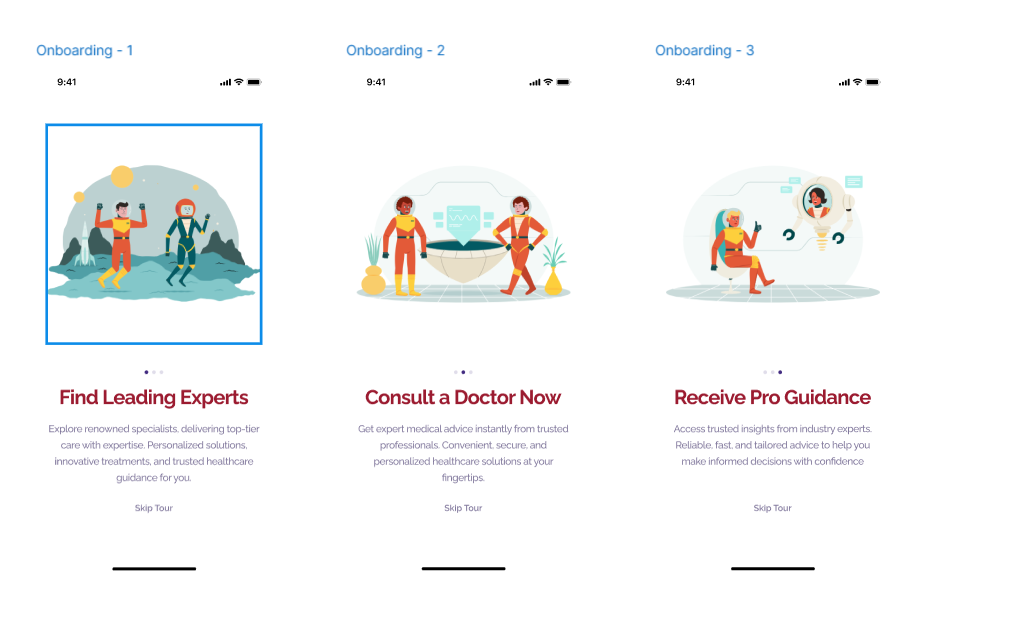 Onboarding - 1
9:41
Find Leading Experts
Explore renowned specialists, delivering top-tier
care with expertise. Personalized solutions,
innovative treatments, and trusted healthcare
guidance for you.
Skip Tour
Onboarding - 2
9:41
Consult a Doctor Now
Get expert medical advice instantly from trusted
professionals. Convenient, secure, and
personalized healthcare solutions at your
fingertips.
Skip Tour
Onboarding - 3
9:41
Receive Pro Guidance
Access trusted insights from industry experts.
Reliable, fast, and tailored advice to help you
make informed decisions with confidence
Skip Tour